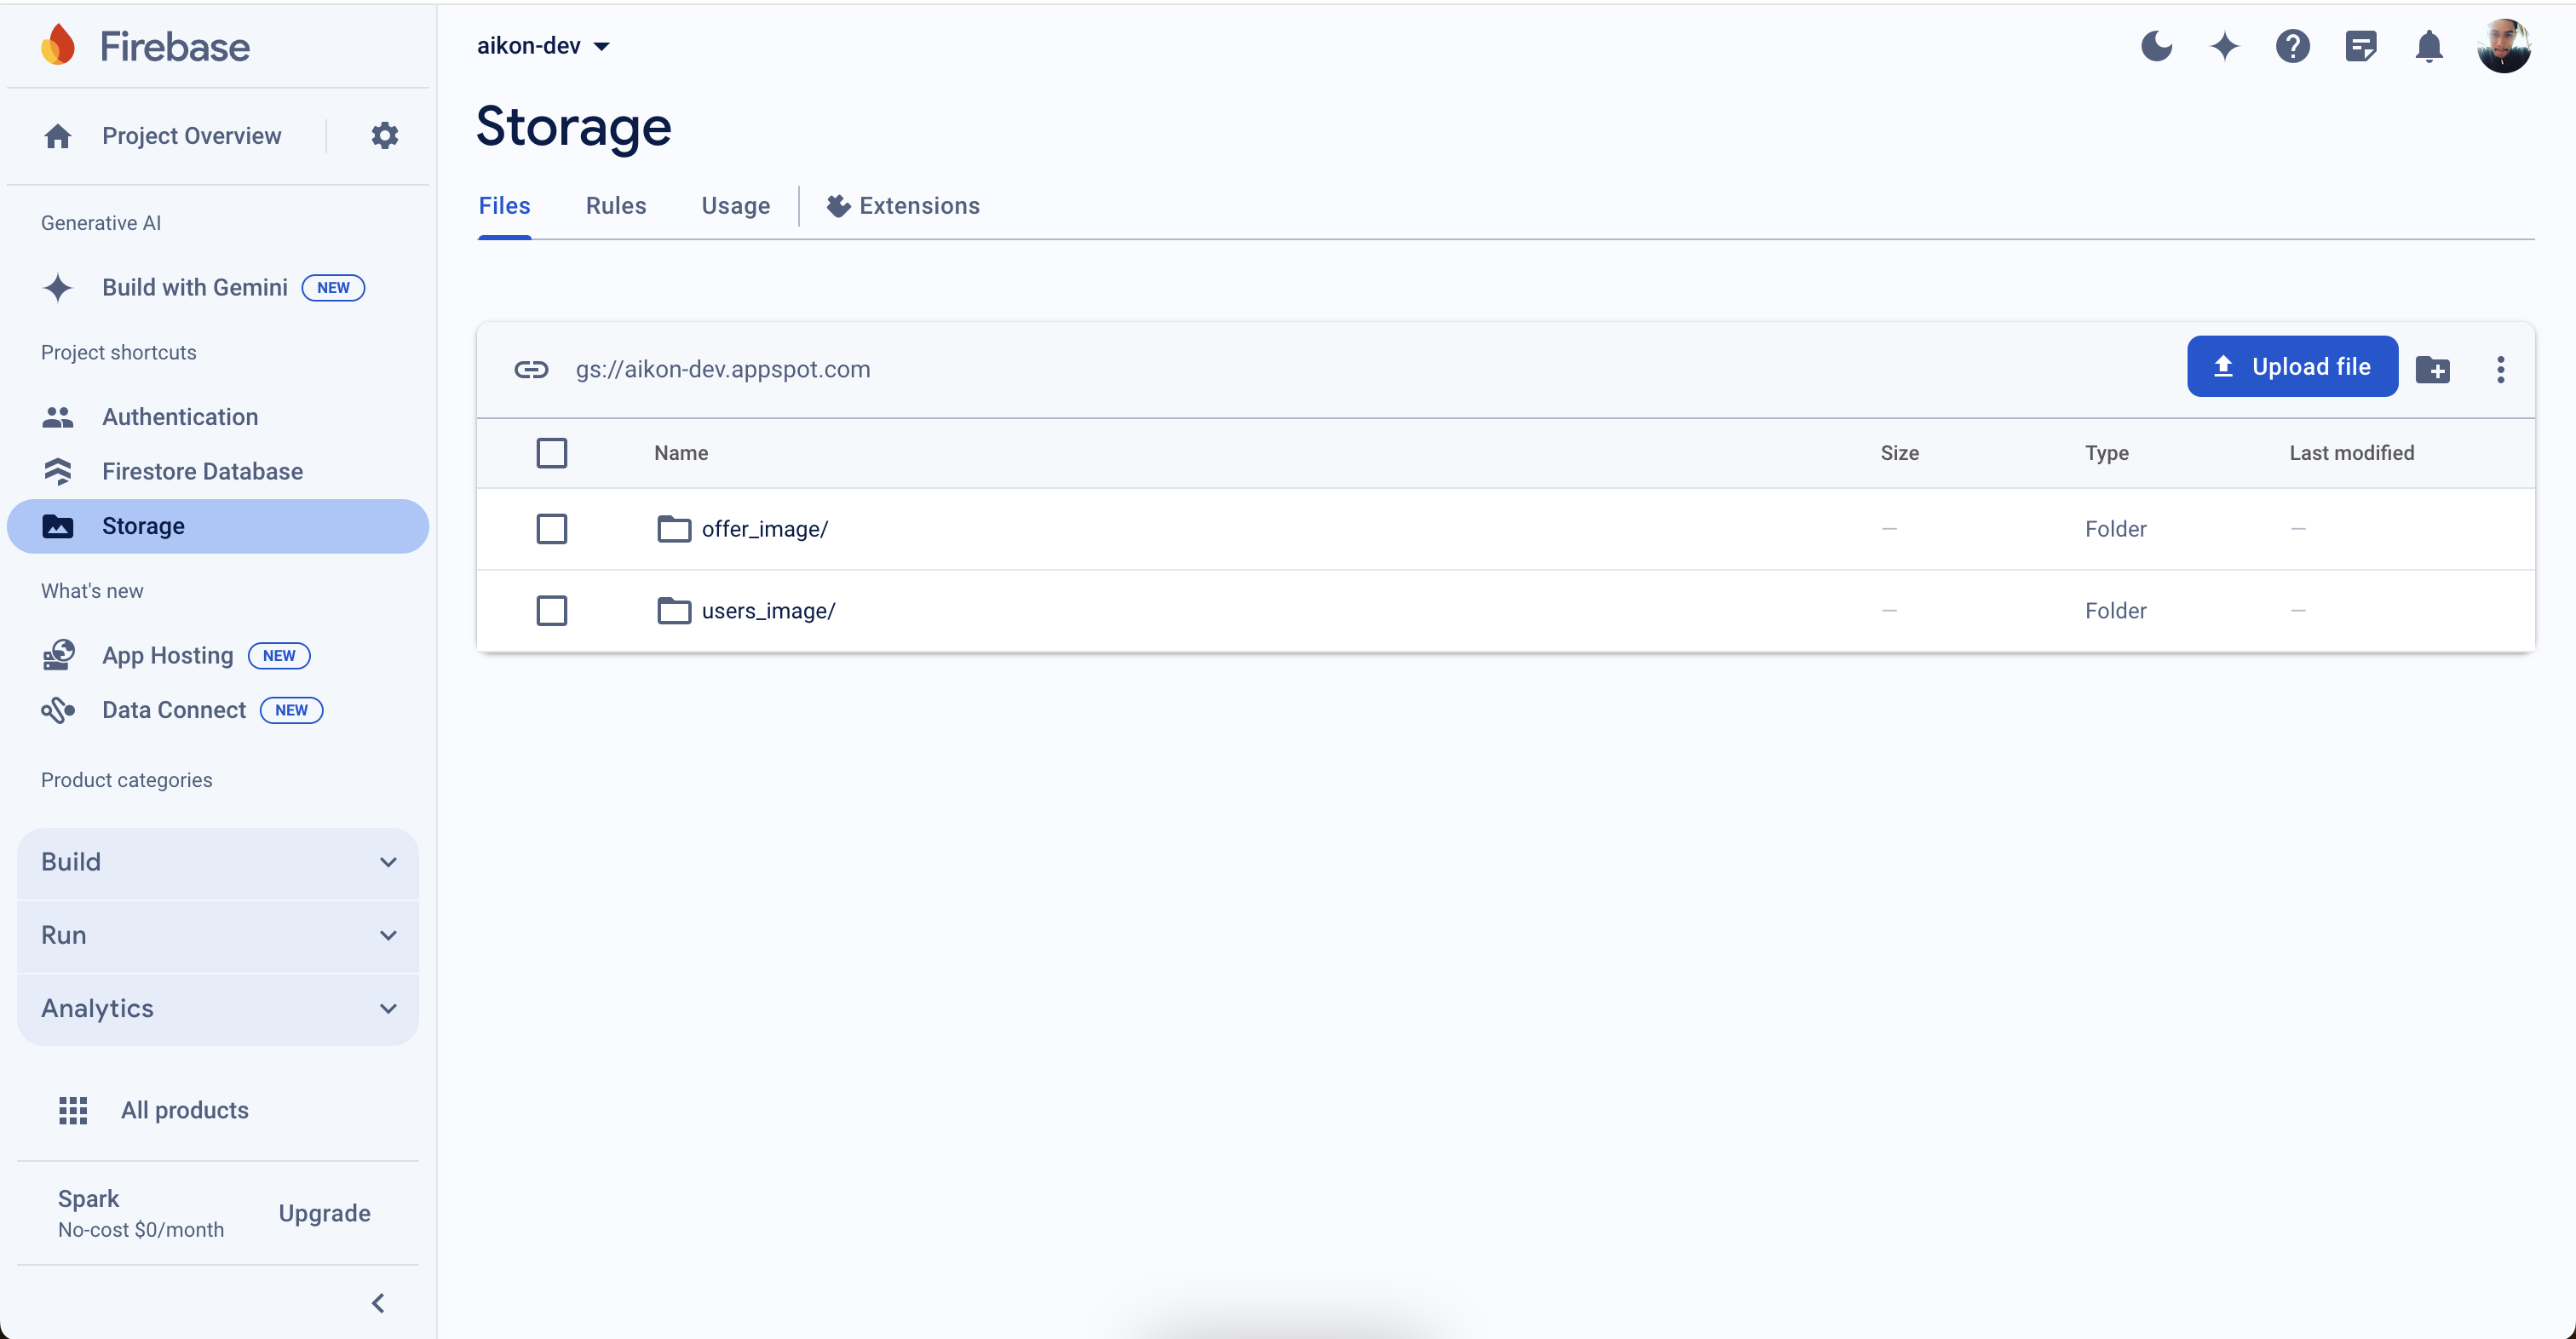 Firebase
Project Overview
Generative AI
Build with Gemini NEW
Project shortcuts
Authentication
Firestore Database
Storage
What's new
App Hosting NEW
Data Connect NEW
Product categories
Build
Run
Analytics
All products
Spark
No-cost $0/month
Upgrade
aikon-dev
Storage
Files Rules Usage Extensions
gs://aikon-dev.appspot.com
Upload file
Name Size Type Last modified
offer_image/ — Folder —
users_image/ — Folder —